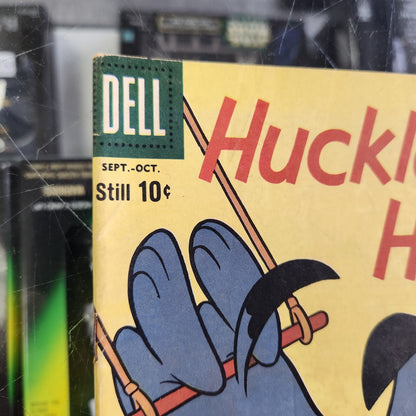 DELL
SEPT.-OCT.
Still 10¢
Huckl
H